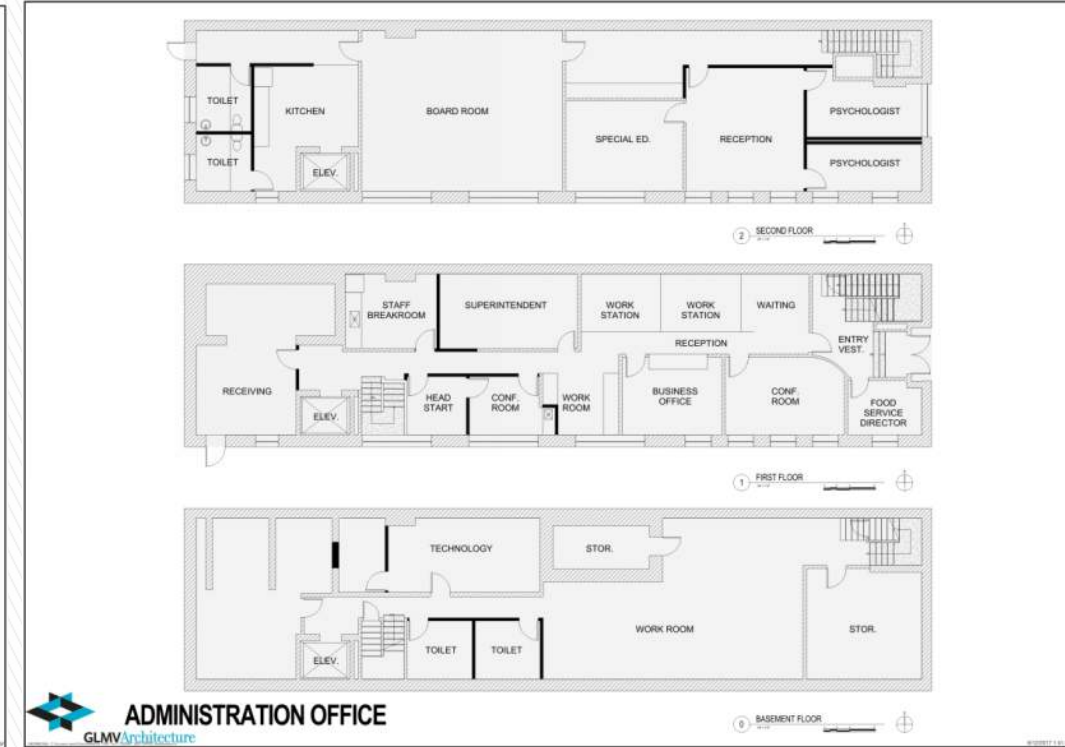 TOILET
KITCHEN
BOARD ROOM
PSYCHOLOGIST
SPECIAL ED.
RECEPTION
TOILET
ELEV.
PSYCHOLOGIST
2 SECOND FLOOR
STAFF
BREAKROOM
SUPERINTENDENT
WORK
STATION
WORK
STATION
WAITING
RECEPTION
ENTRY
VEST.
RECEIVING
ELEV.
HEAD
START
CONF.
ROOM
WORK
ROOM
BUSINESS
OFFICE
CONF.
ROOM
FOOD
SERVICE
DIRECTOR
1 FIRST FLOOR
TECHNOLOGY
STOR.
ELEV.
TOILET
TOILET
WORK ROOM
STOR.
0 BASEMENT FLOOR
ADMINISTRATION OFFICE
GLMVArchitecture